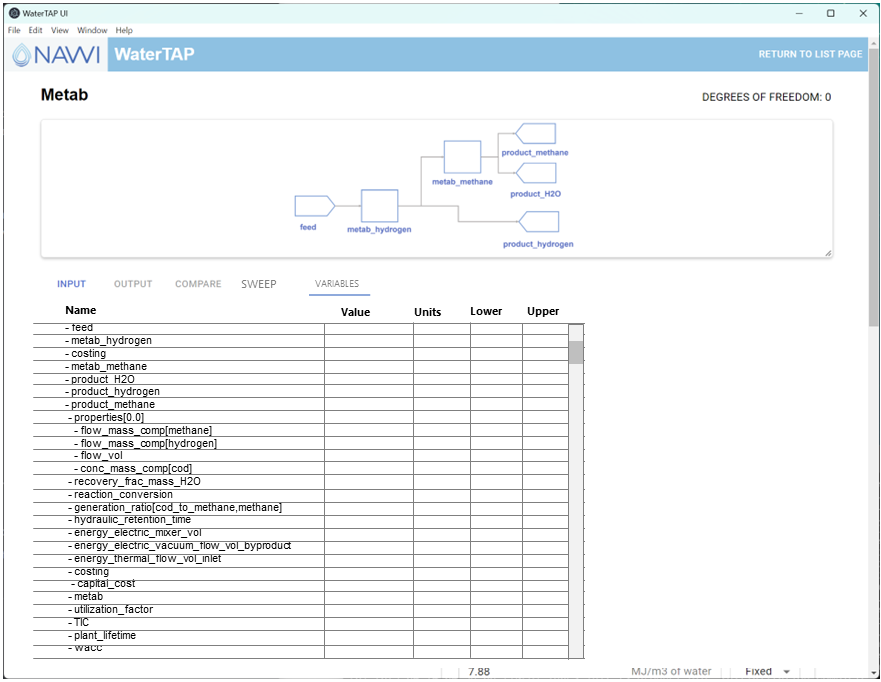 WaterTAP UI
File Edit View Window Help
NAWI WaterTAP RETURN TO LIST PAGE
Metab DEGREES OF FREEDOM: 0
product_methane
metab_methane
product_H2O
feed
metab_hydrogen
product_hydrogen
INPUT OUTPUT COMPARE SWEEP VARIABLES
Name Value Units Lower Upper
- feed
- metab_hydrogen
- costing
- metab_methane
- product_H2O
- product_hydrogen
- product_methane
- properties[0.0]
- flow_mass_comp[methane]
- flow_mass_comp[hydrogen]
- flow_vol
- conc_mass_comp[cod]
- recovery_frac_mass_H2O
- reaction_conversion
- generation_ratio[cod_to_methane,methane]
- hydraulic_retention_time
- energy_electric_mixer_vol
- energy_electric_vacuum_flow_vol_byproduct
- energy_thermal_flow_vol_inlet
- costing
- capital_cost
- metab
- utilization_factor
- TIC
- plant_lifetime
- wacc
7.88 MJ/m3 of water Fixed